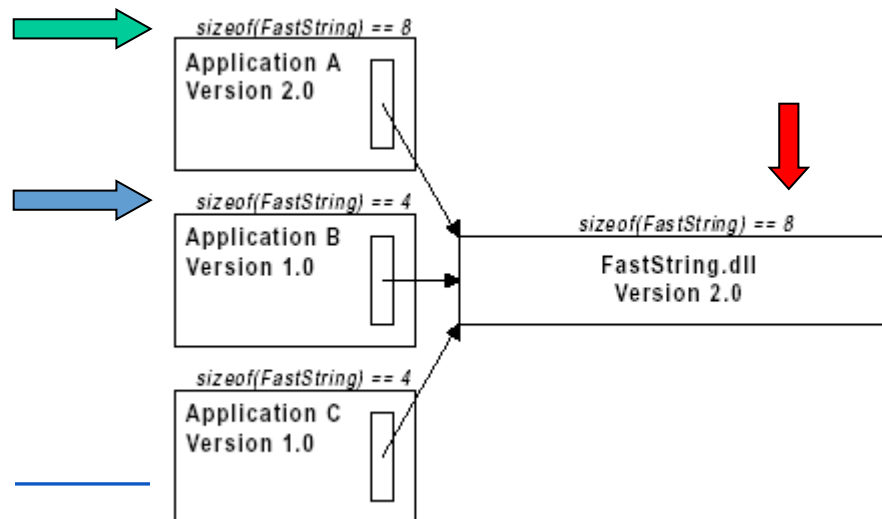 sizeof(FastString) == 8
Application A
Version 2.0
sizeof(FastString) == 4
Application B
Version 1.0
sizeof(FastString) == 8
FastString.dll
Version 2.0
sizeof(FastString) == 4
Application C
Version 1.0